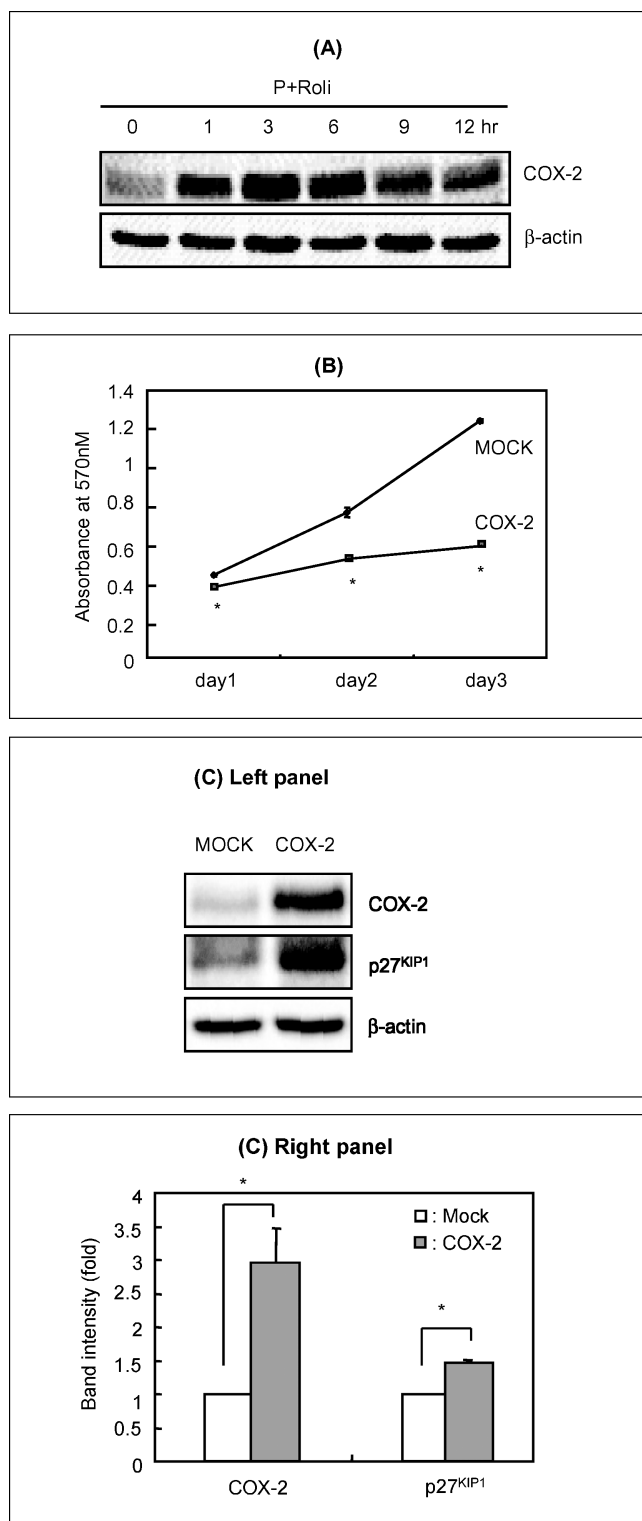 (A)
P+Roli
0 1 3 6 9 12 hr
COX-2
β-actin
(B)
Absorbance at 570nM
1.4
1.2
1
0.8
0.6
0.4
0.2
0
MOCK
COX-2
*
*
*
day1 day2 day3
(C) Left panel
MOCK COX-2
COX-2
p27KIP1
β-actin
(C) Right panel
Band intensity (fold)
4
3.5
3
2.5
2
1.5
1
0.5
0
*
*
: Mock
: COX-2
COX-2 p27KIP1